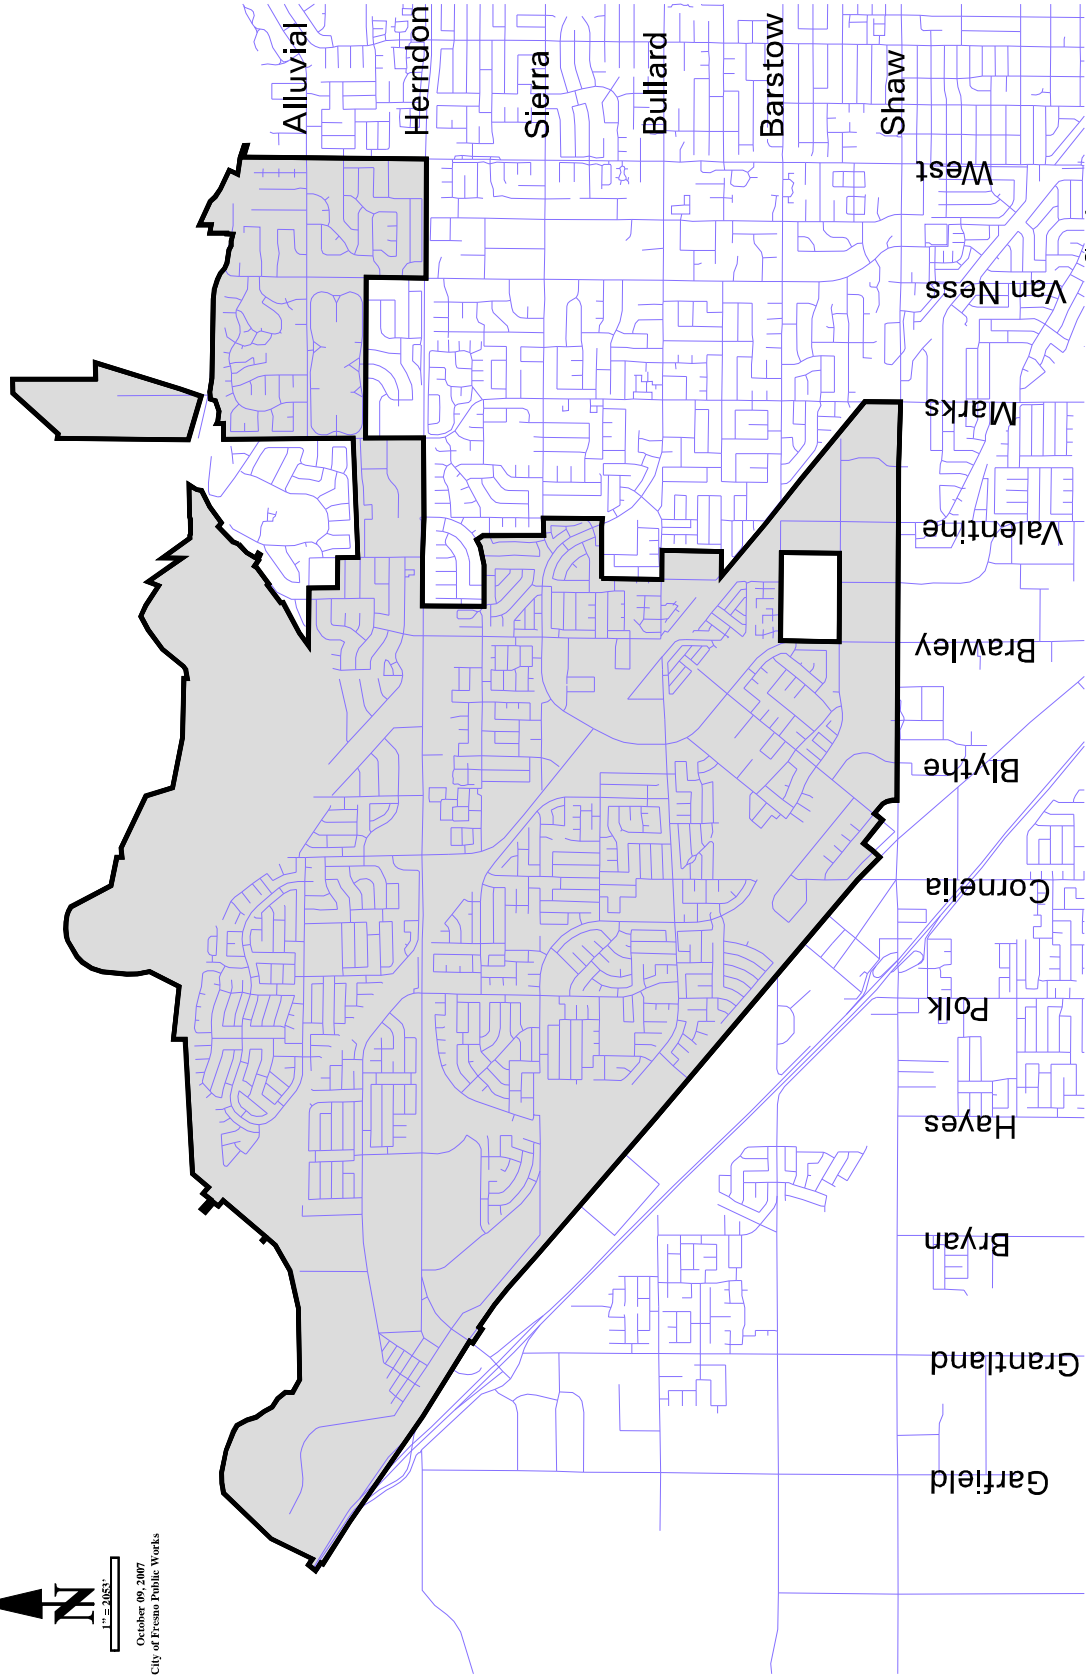 Alluvial
Herndon
Sierra
Bullard
Barstow
Shaw
West
Van Ness
Marks
Valentine
Brawley
Blythe
Cornelia
Polk
Hayes
Bryan
Grantland
Garfield
N
1" = 2053'
October 09, 2007
City of Fresno Public Works